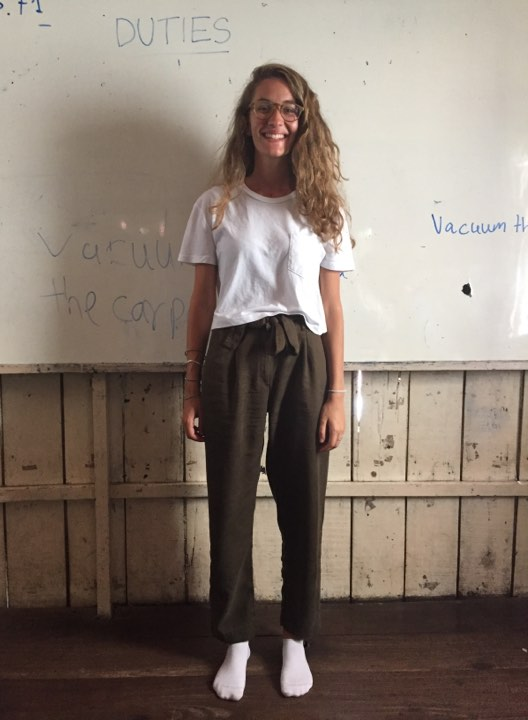 DUTIES
Vacuum th
Vacuu
the carp